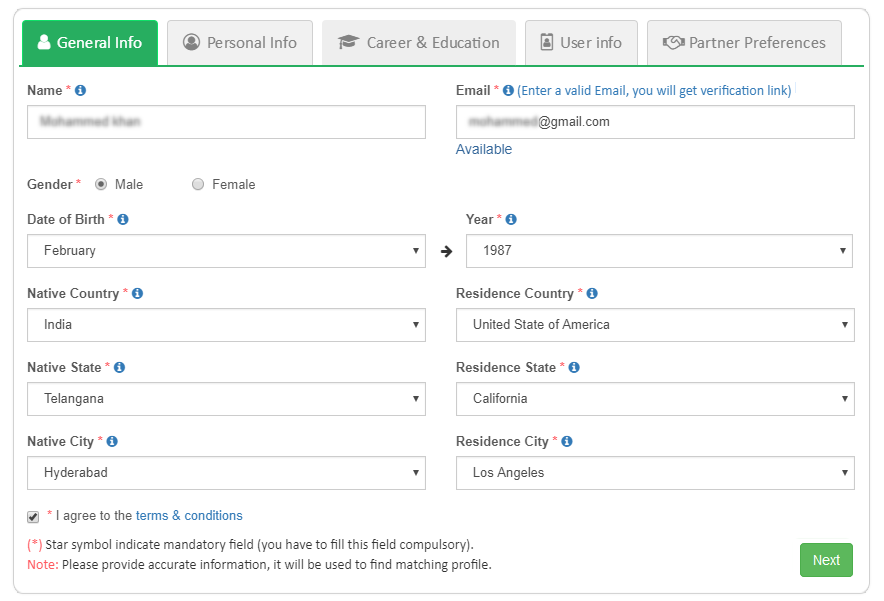 General Info Personal Info Career & Education User info Partner Preferences
Name * Email * (Enter a valid Email, you will get verification link)
@gmail.com
Available
Gender * Male Female
Date of Birth * Year *
February 1987
Native Country * Residence Country *
India United State of America
Native State * Residence State *
Telangana California
Native City * Residence City *
Hyderabad Los Angeles
* I agree to the terms & conditions
(*) Star symbol indicate mandatory field (you have to fill this field compulsory).
Note: Please provide accurate information, it will be used to find matching profile.
Next